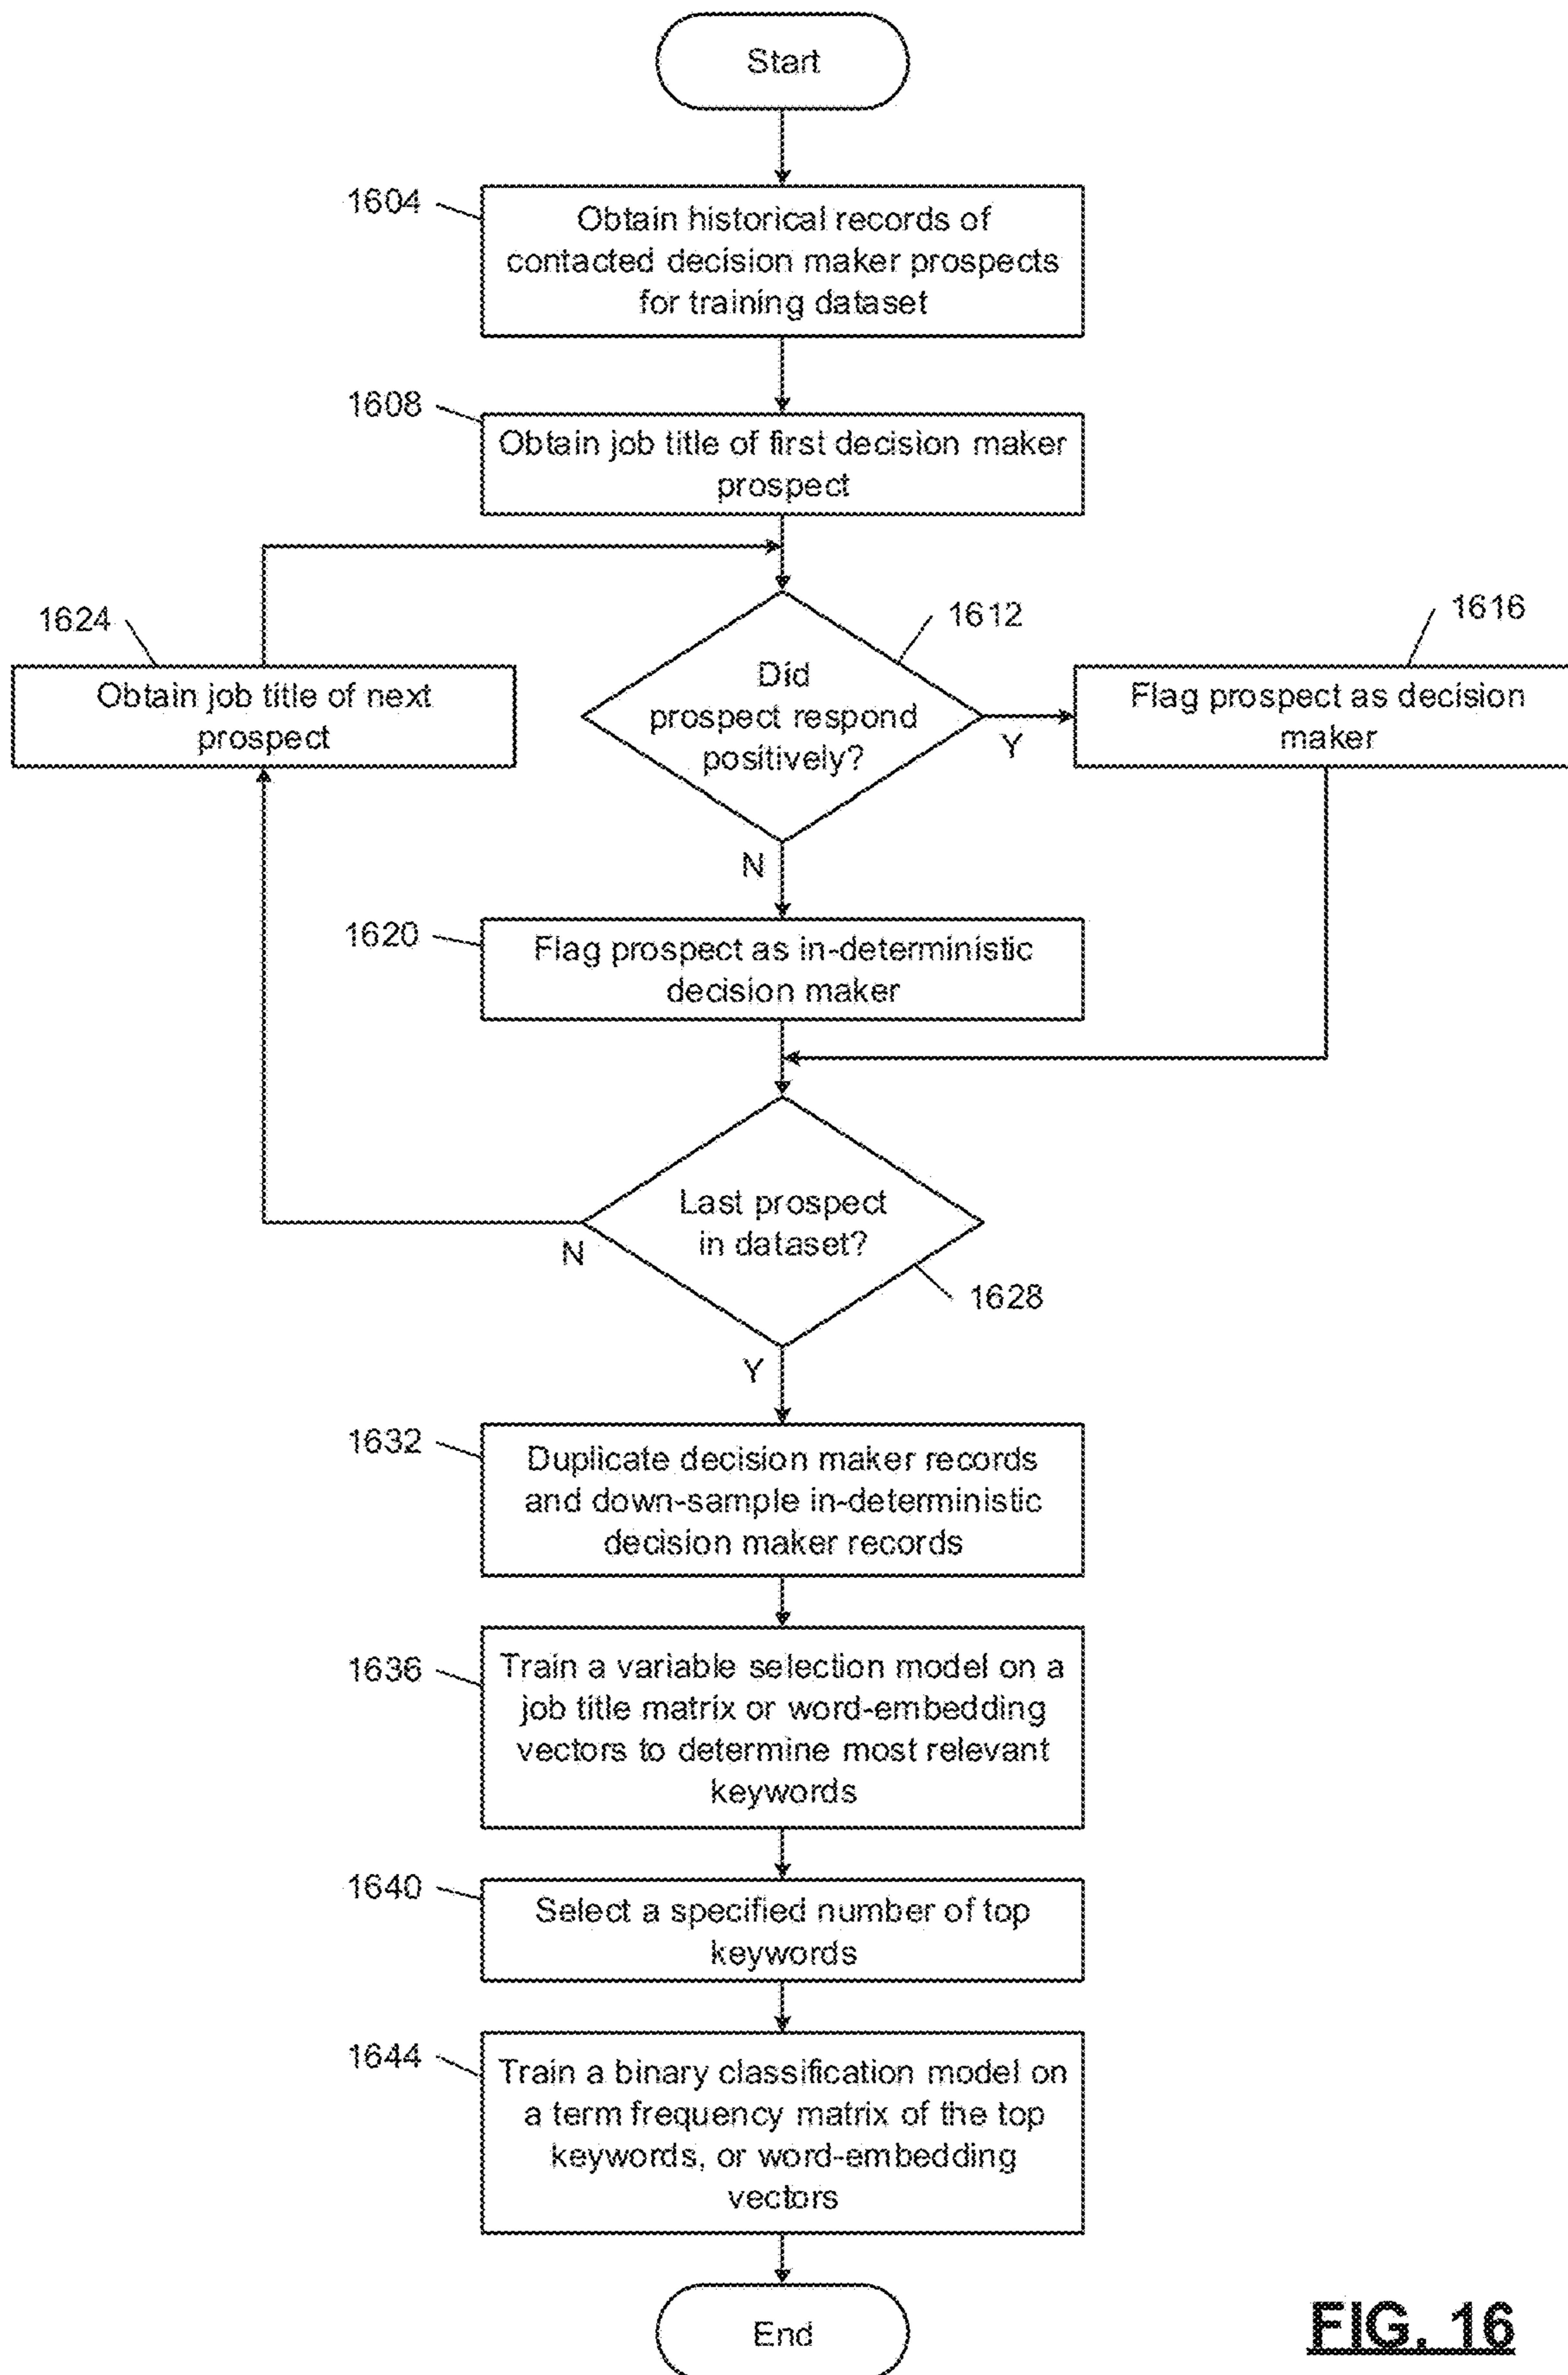 Start
1604
Obtain historical records of
contacted decision maker prospects
for training dataset
1608
Obtain job title of first decision maker
prospect
1624
Obtain job title of next
prospect
1612
Did
prospect respond
positively?
Y
N
1616
Flag prospect as decision
maker
1620
Flag prospect as in-deterministic
decision maker
Last prospect
in dataset?
N
1628
Y
1632
Duplicate decision maker records
and down-sample in-deterministic
decision maker records
1636
Train a variable selection model on a
job title matrix or word-embedding
vectors to determine most relevant
keywords
1640
Select a specified number of top
keywords
1644
Train a binary classification model on
a term frequency matrix of the top
keywords, or word-embedding
vectors
End
FIG. 16